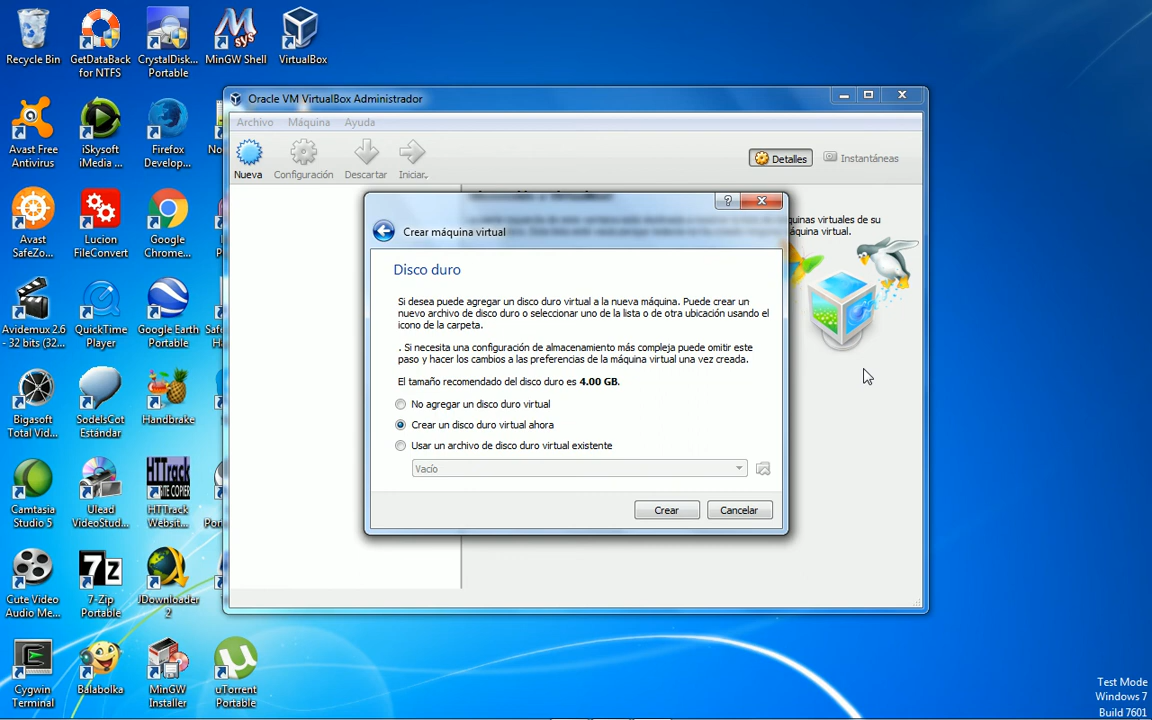 Recycle Bin
GetDataBack
for NTFS
CrystalDisk...
Portable
MinGW Shell
VirtualBox
Avast Free
Antivirus
iSkysoft
iMedia ...
Firefox
Develop...
Avast
SafeZo...
Lucion
FileConvert
Google
Chrome...
Avidemux 2.6
- 32 bits (32...
QuickTime
Player
Google Earth
Portable
Bigasoft
Total Vid...
SodelsCot
Estándar
Handbrake
Camtasia
Studio 5
Ulead
VideoStud...
HTTrack
SITE COPIER
HTTrack
Websit...
Cute Video
Audio Me...
7z
7-Zip
Portable
JDownloader
2
Cygwin
Terminal
Balabolka
MinGW
Installer
uTorrent
Portable
Oracle VM VirtualBox Administrador
Archivo Máquina Ayuda
Nueva Configuración Descartar Iniciar
Detalles Instantáneas
quinas virtuales de su
áquina virtual.
Crear máquina virtual
Disco duro
Si desea puede agregar un disco duro virtual a la nueva máquina. Puede crear un
nuevo archivo de disco duro o seleccionar uno de la lista o de otra ubicación usando el
icono de la carpeta.
. Si necesita una configuración de almacenamiento más compleja puede omitir este
paso y hacer los cambios a las preferencias de la máquina virtual una vez creada.
El tamaño recomendado del disco duro es 4.00 GB.
No agregar un disco duro virtual
Crear un disco duro virtual ahora
Usar un archivo de disco duro virtual existente
Vacío
Crear Cancelar
Test Mode
Windows 7
Build 7601